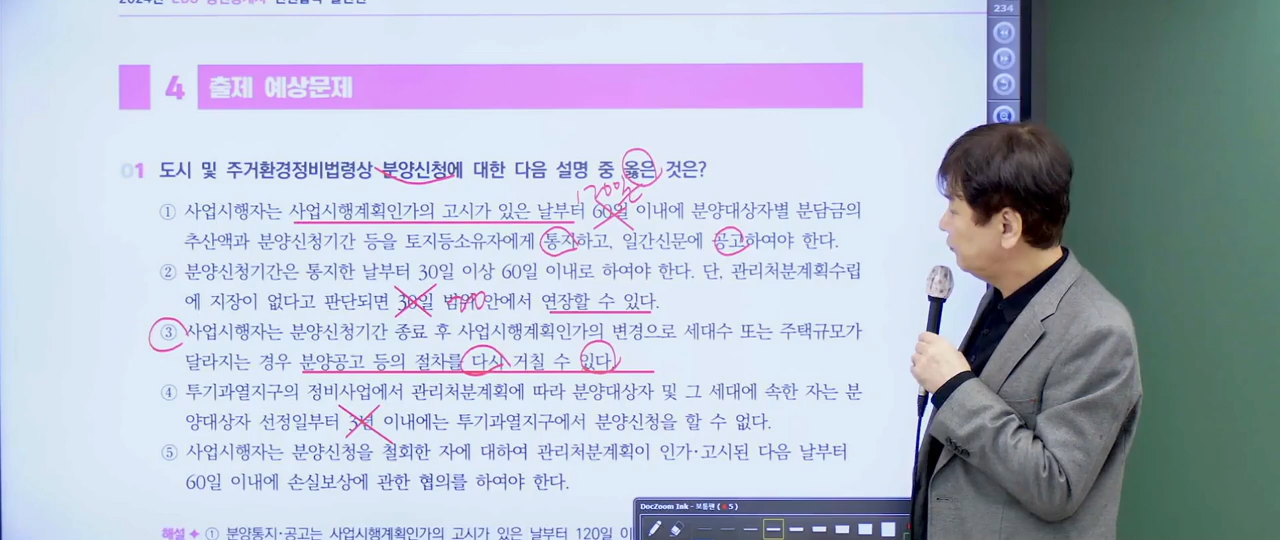 234
4 출제 예상문제
01 도시 및 주거환경정비법령상 분양신청에 대한 다음 설명 중 옳은 것은?
120일
① 사업시행자는 사업시행계획인가의 고시가 있은 날부터 60일 이내에 분양대상자별 분담금의
추산액과 분양신청기간 등을 토지등소유자에게 통지하고, 일간신문에 공고하여야 한다.
② 분양신청기간은 통지한 날부터 30일 이상 60일 이내로 하여야 한다. 단, 관리처분계획수립
에 지장이 없다고 판단되면 30일 범위 안에서 연장할 수 있다.
③ 사업시행자는 분양신청기간 종료 후 사업시행계획인가의 변경으로 세대수 또는 주택규모가
달라지는 경우 분양공고 등의 절차를 다시 거칠 수 있다.
④ 투기과열지구의 정비사업에서 관리처분계획에 따라 분양대상자 및 그 세대에 속한 자는 분
양대상자 선정일부터 3년 이내에는 투기과열지구에서 분양신청을 할 수 없다.
⑤ 사업시행자는 분양신청을 철회한 자에 대하여 관리처분계획이 인가·고시된 다음 날부터
60일 이내에 손실보상에 관한 협의를 하여야 한다.
DocZoom Ink - 보통펜 (5)
해설 ① 분양통지·공고는 사업시행계획인가의 고시가 있은 날부터 120일 이